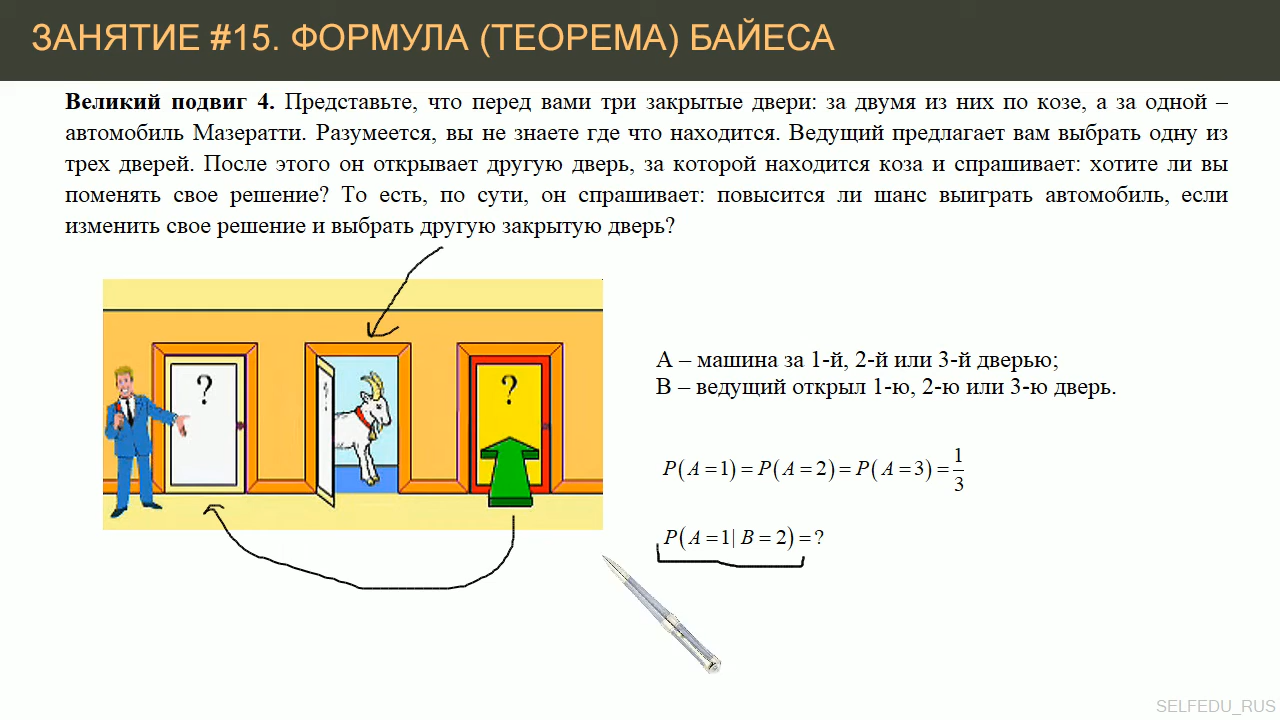 ЗАНЯТИЕ #15. ФОРМУЛА (ТЕОРЕМА) БАЙЕСА
Великий подвиг 4. Представьте, что перед вами три закрытые двери: за двумя из них по козе, а за одной –
автомобиль Мазератти. Разумеется, вы не знаете где что находится. Ведущий предлагает вам выбрать одну из
трех дверей. После этого он открывает другую дверь, за которой находится коза и спрашивает: хотите ли вы
поменять свое решение? То есть, по сути, он спрашивает: повысится ли шанс выиграть автомобиль, если
изменить свое решение и выбрать другую закрытую дверь?
? ? ?
A – машина за 1-й, 2-й или 3-й дверью;
B – ведущий открыл 1-ю, 2-ю или 3-ю дверь.
P(A=1)=P(A=2)=P(A=3)=1/3
P(A=1|B=2)=?
SELFEDU_RUS